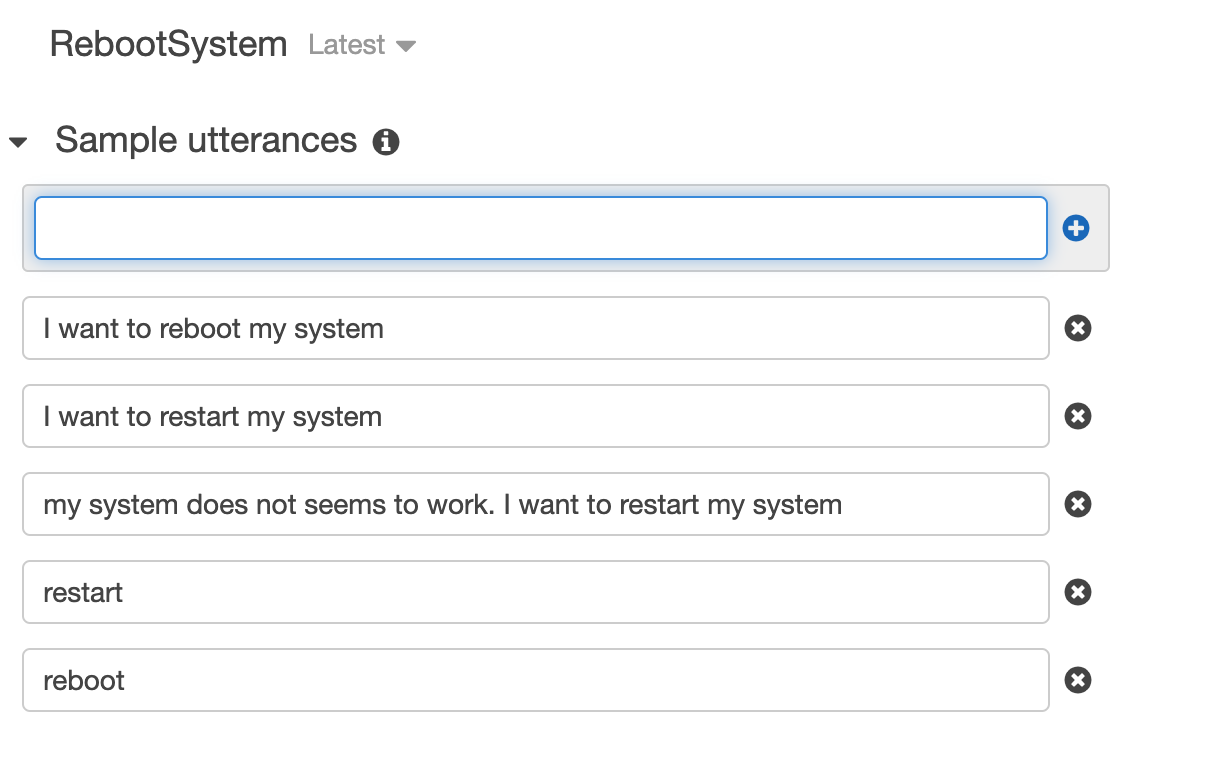 RebootSystem Latest
Sample utterances
I want to reboot my system
I want to restart my system
my system does not seems to work. I want to restart my system
restart
reboot